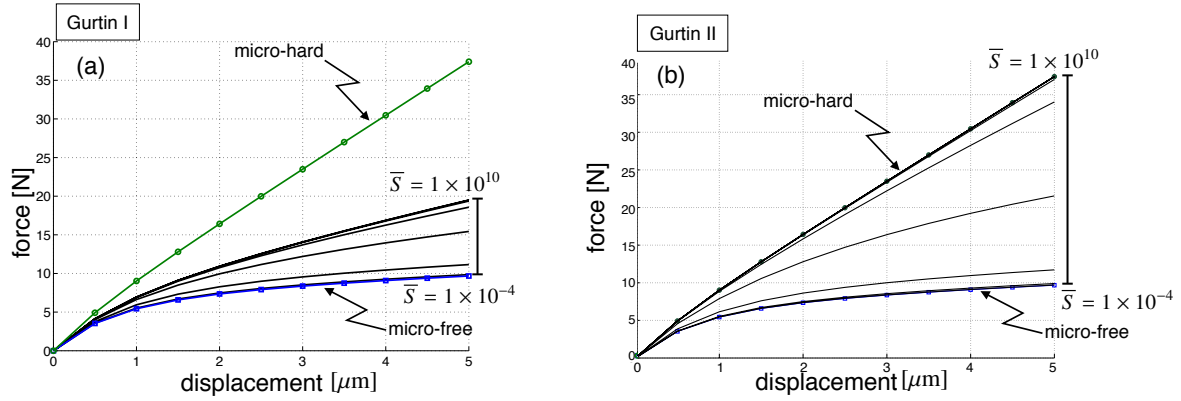 Gurtin I
(a)
micro-hard
S̅ = 1 × 10¹⁰
S̅ = 1 × 10⁻⁴
micro-free
force [N]
40
35
30
25
20
15
10
5
0
0 1 2 3 4 5
displacement [μm]
Gurtin II
(b)
micro-hard
S̅ = 1 × 10¹⁰
S̅ = 1 × 10⁻⁴
micro-free
force [N]
40
35
30
25
20
15
10
5
0
0 1 2 3 4 5
displacement [μm]